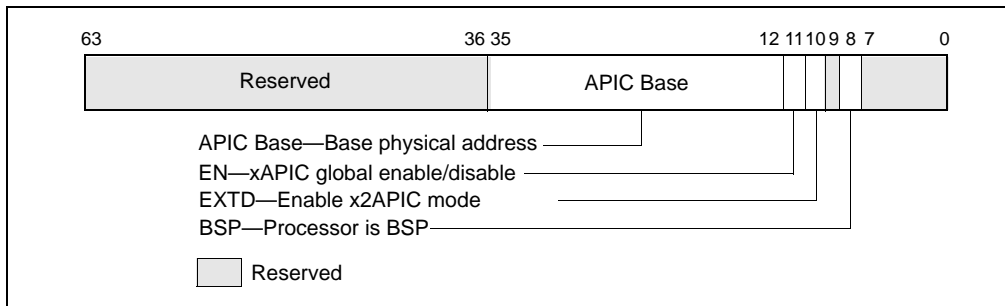 63 36 35 12 11 10 9 8 7 0
Reserved APIC Base
APIC Base—Base physical address
EN—xAPIC global enable/disable
EXTD—Enable x2APIC mode
BSP—Processor is BSP
Reserved